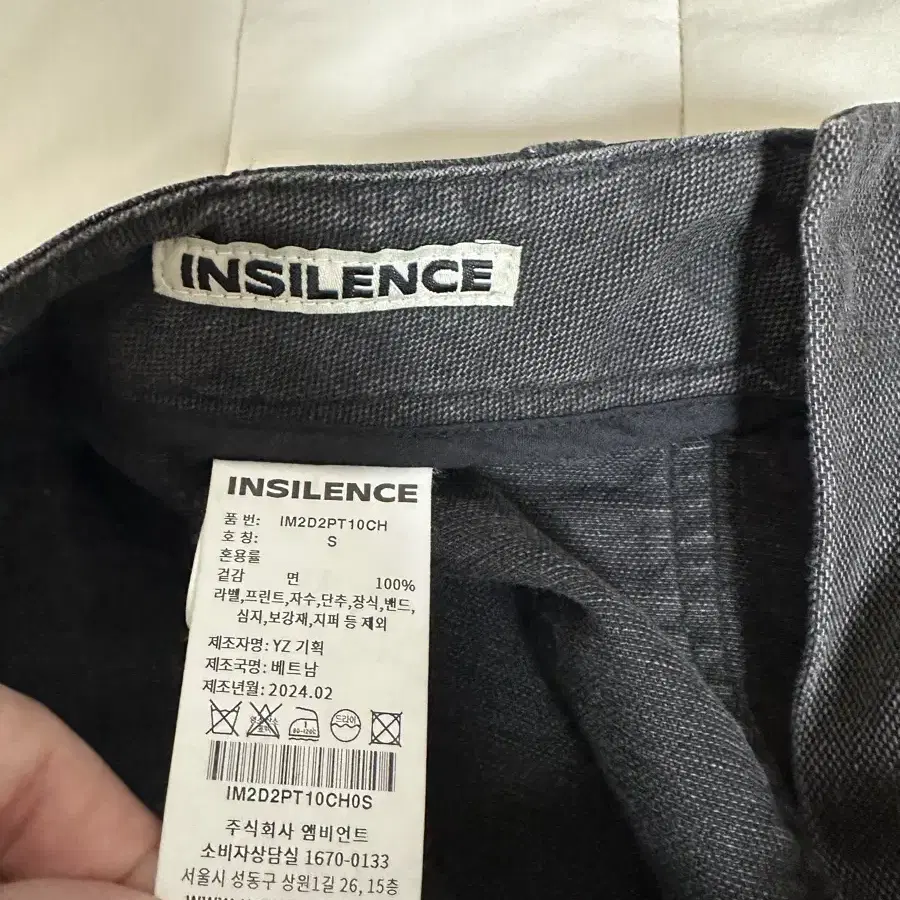 INSILENCE
INSILENCE
품 번: IM2D2PT10CH
호 칭: S
혼용률
겉감 면 100%
라벨,프린트,자수,단추,장식,밴드,
심지,보강재,지퍼 등 제외
제조자명: YZ 기획
제조국명: 베트남
제조년월: 2024.02
드라이
IM2D2PT10CH0S
주식회사 앰비언트
소비자상담실 1670-0133
서울시 성동구 상원1길 26, 15층